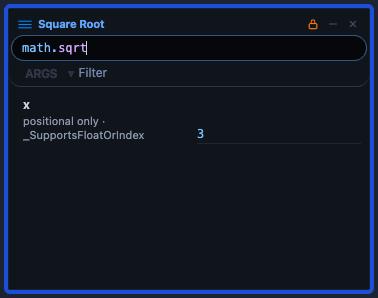 Square Root
math.sqrt
ARGS ▼ Filter
x
positional only ·
_SupportsFloatOrIndex
3